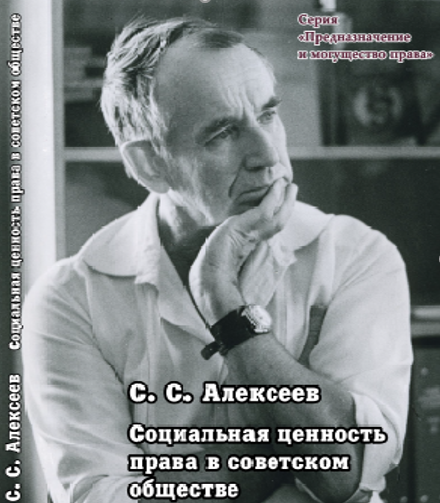 Серия
«Предназначение
и могущество права»
С. С. Алексеев
Социальная ценность
права в советском
обществе
С. С. Алексеев Социальная ценность права в советском обществе